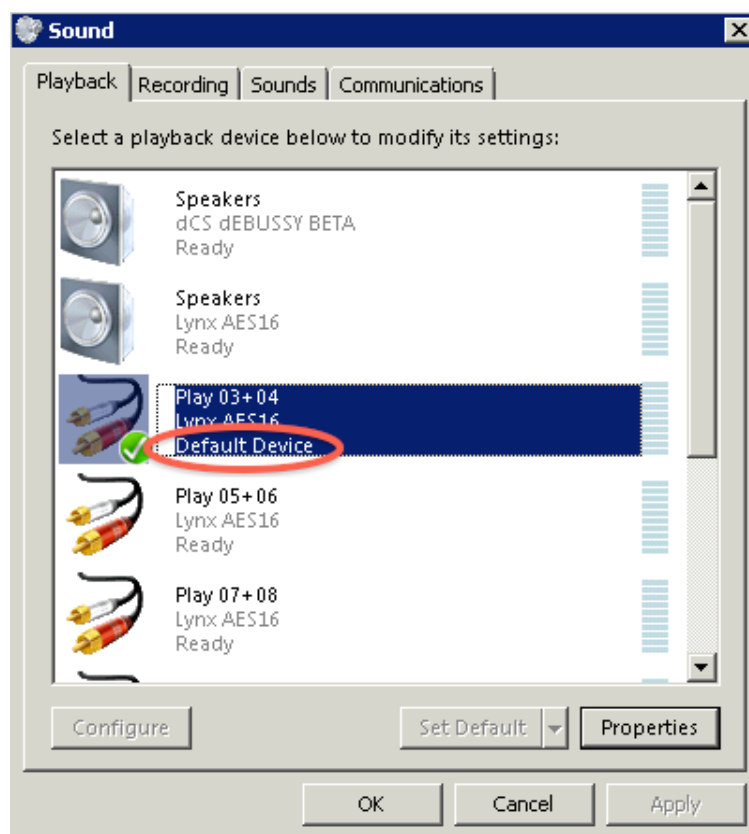 Sound
Playback Recording Sounds Communications
Select a playback device below to modify its settings:
Speakers
dCS dEBUSSY BETA
Ready
Speakers
Lynx AES16
Ready
Play 03+04
Lynx AES16
Default Device
Play 05+06
Lynx AES16
Ready
Play 07+08
Lynx AES16
Ready
Configure Set Default Properties
OK Cancel Apply